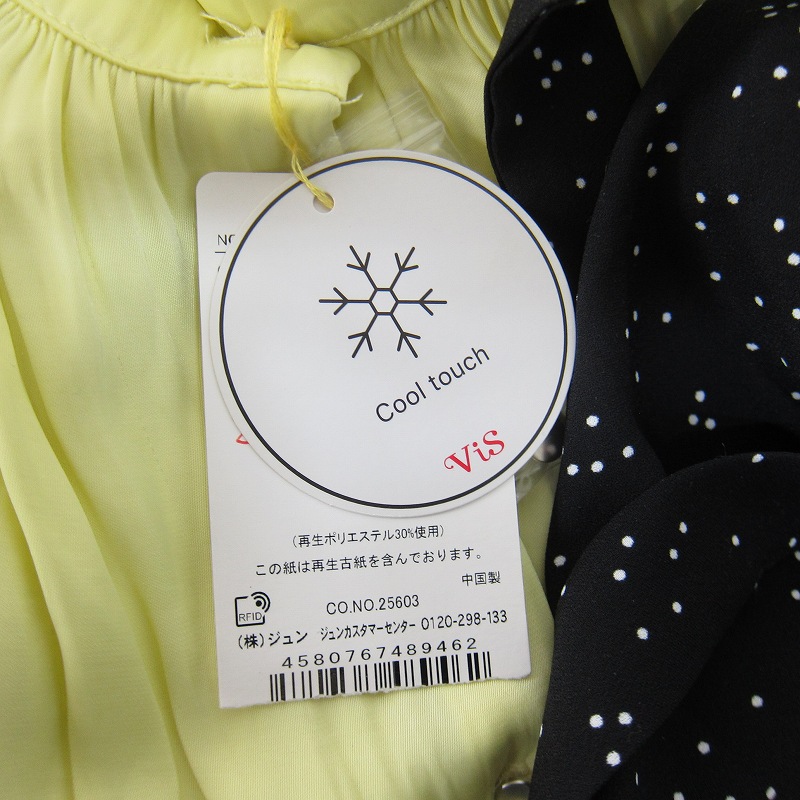 NO
Cool touch
ViS
(再生ポリエステル30%使用)
この紙は再生古紙を含んでおります。
中国製
RFID
CO.NO.25603
(株)ジュン ジュンカスタマーセンター 0120-298-133
4580767489462